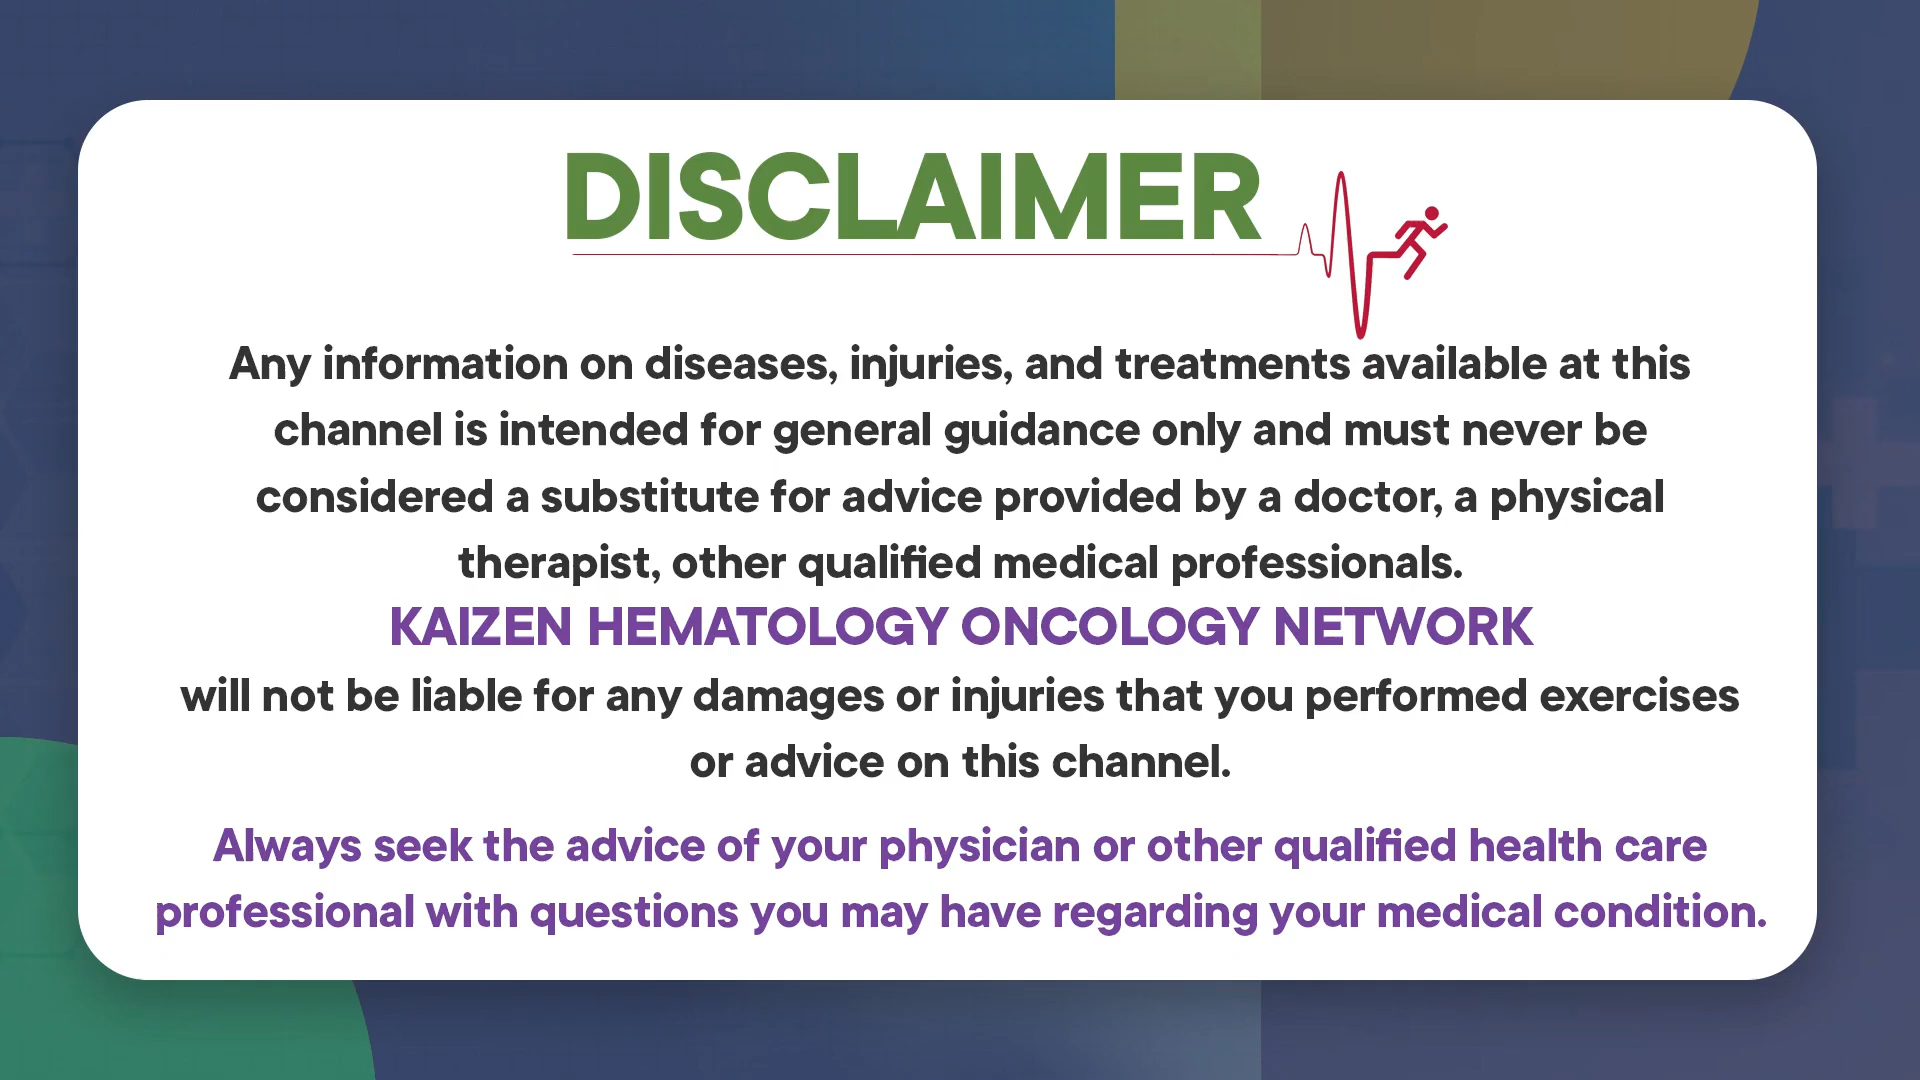 DISCLAIMER
Any information on diseases, injuries, and treatments available at this
channel is intended for general guidance only and must never be
considered a substitute for advice provided by a doctor, a physical
therapist, other qualified medical professionals.
KAIZEN HEMATOLOGY ONCOLOGY NETWORK
will not be liable for any damages or injuries that you performed exercises
or advice on this channel.
Always seek the advice of your physician or other qualified health care
professional with questions you may have regarding your medical condition.